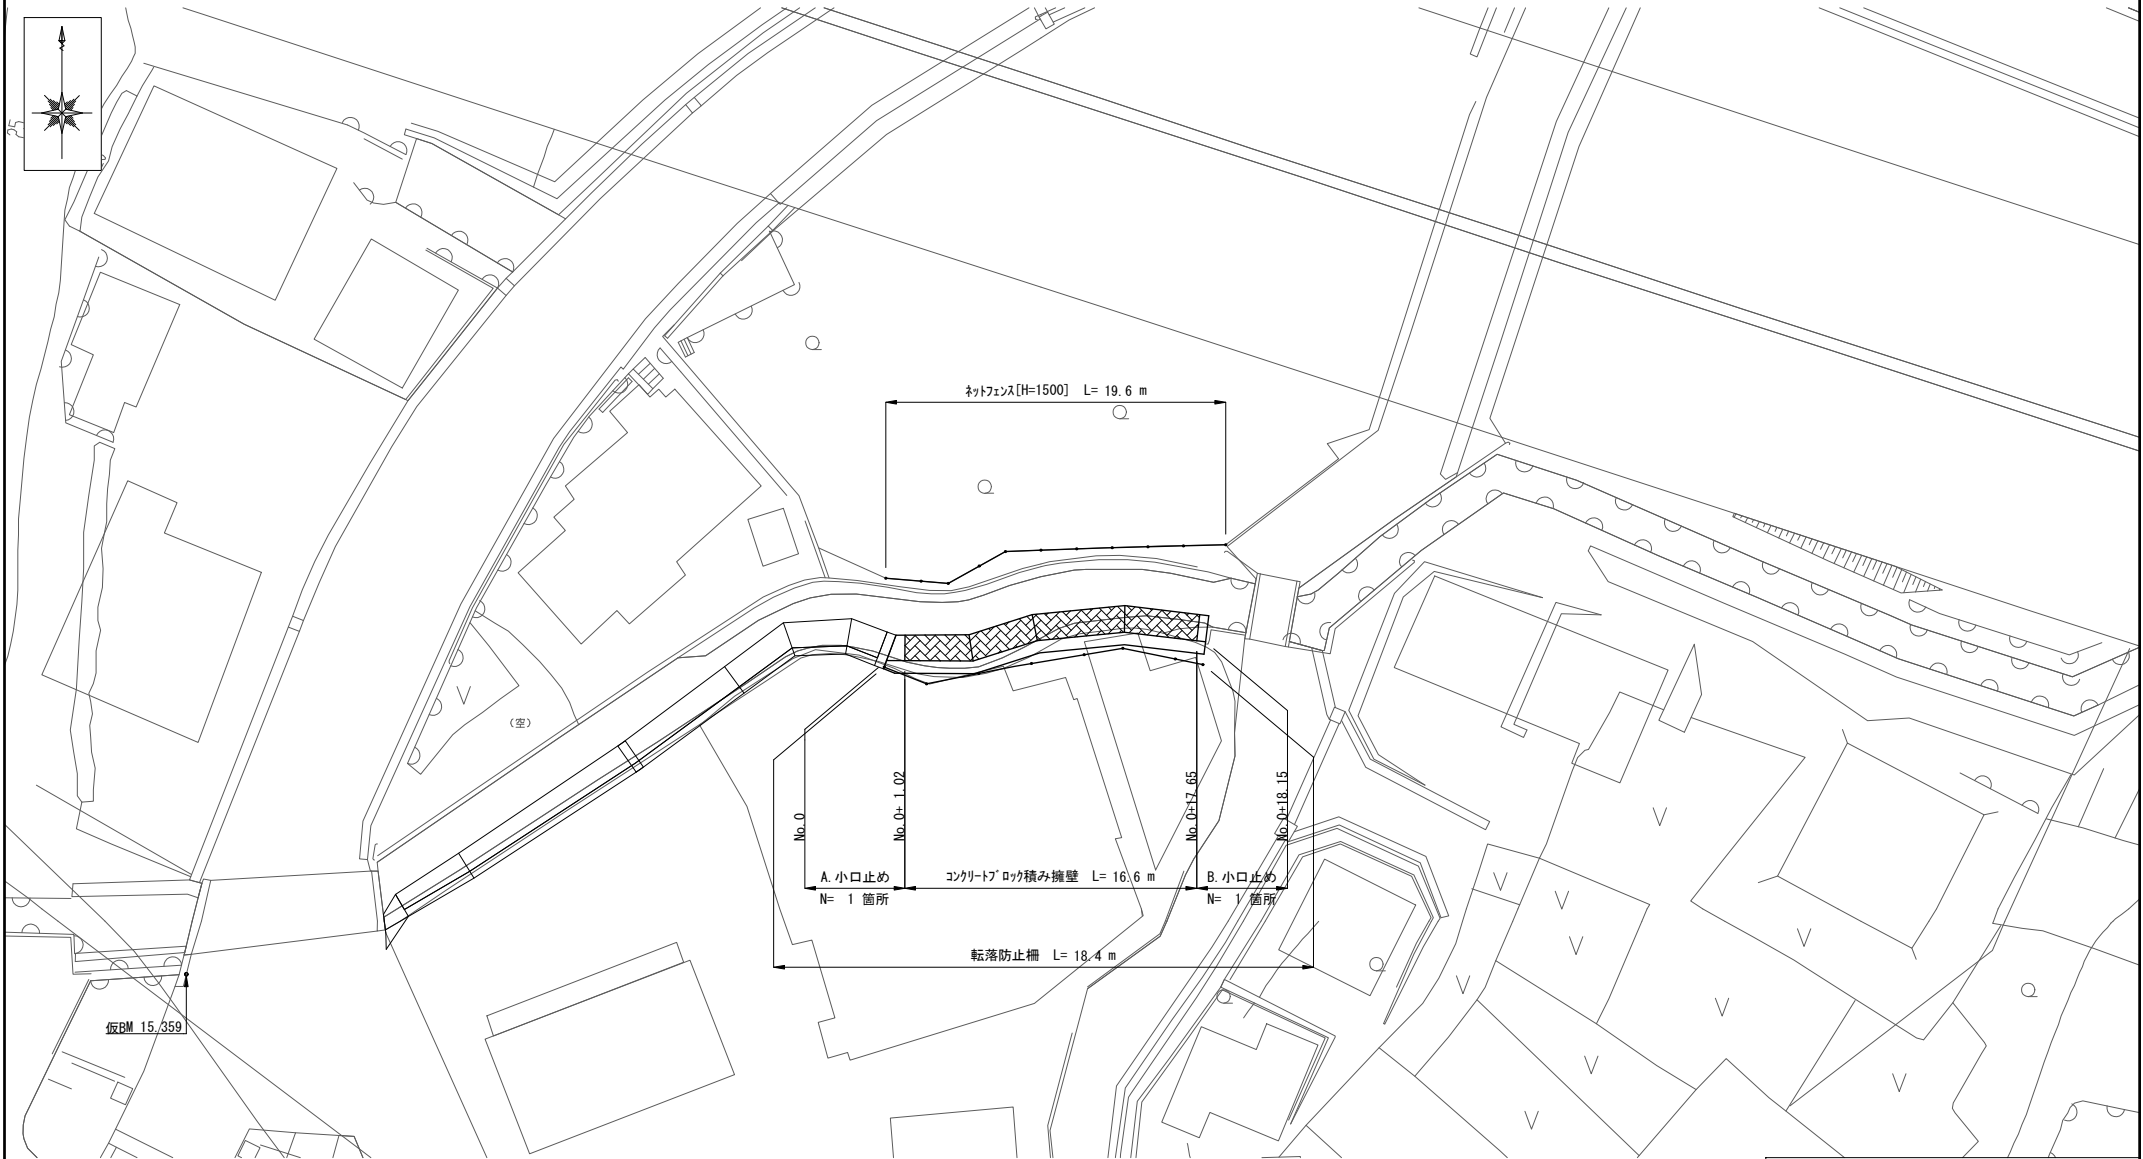 25
ネットフェンス[H=1500] L= 19.6 m
(空)
No.0
No.0+ 1.02
No.0+17.65
No.0+18.15
A.小口止め
N= 1 箇所
コンクリートブロック積み擁壁 L= 16.6 m
B.小口止め
N= 1 箇所
転落防止柵 L= 18.4 m
仮BM 15.359